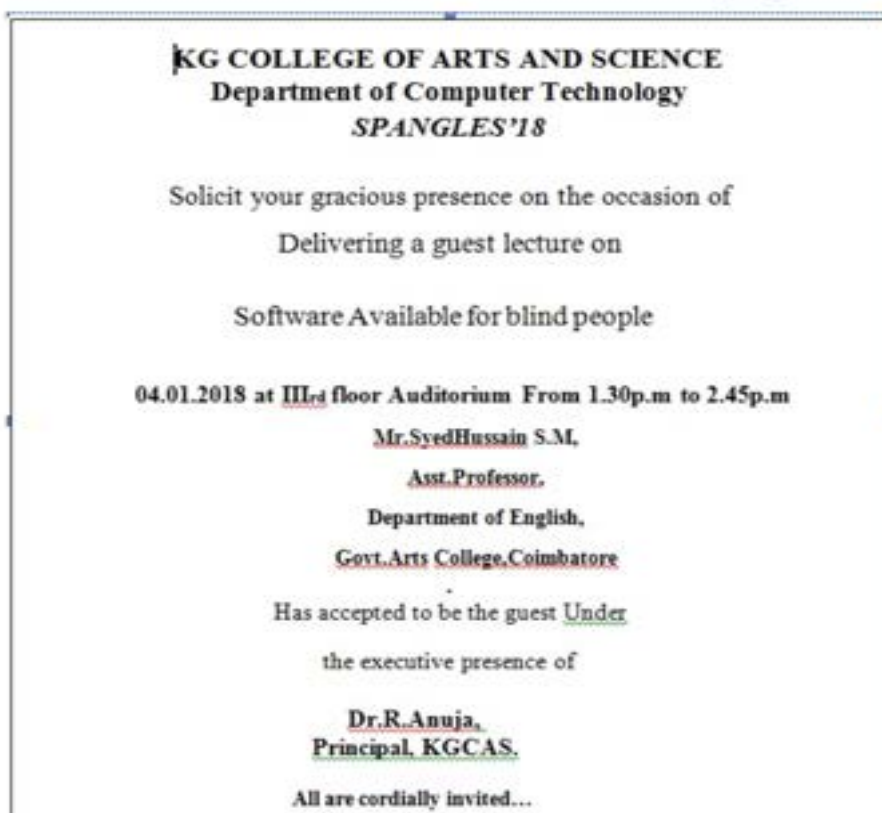 KG COLLEGE OF ARTS AND SCIENCE
Department of Computer Technology
SPANGLES’18
Solicit your gracious presence on the occasion of
Delivering a guest lecture on
Software Available for blind people
04.01.2018 at IIIrd floor Auditorium From 1.30p.m to 2.45p.m
Mr.SyedHussain S.M,
Asst.Professor,
Department of English,
Govt.Arts College,Coimbatore
.
Has accepted to be the guest Under
the executive presence of
Dr.R.Anuja,
Principal, KGCAS.
All are cordially invited...